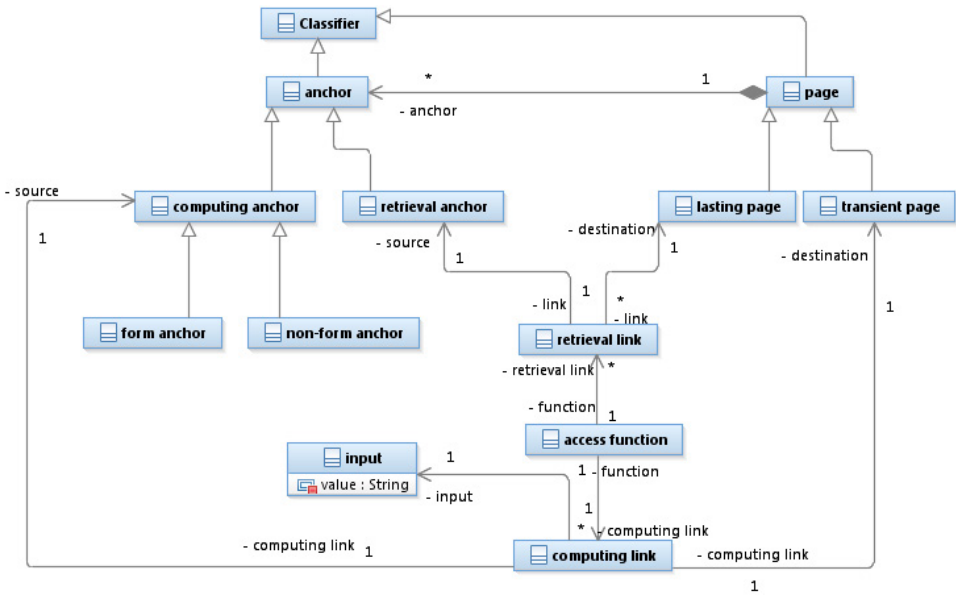 Classifier
anchor
*
1
page
- anchor
- source
computing anchor
retrieval anchor
lasting page
transient page
1
- source
1
- destination
1
- destination
1
- link
1
*
- link
form anchor
non-form anchor
retrieval link
- retrieval link
*
- function
1
access function
input
value : String
1
- input
1
- function
1
*
- computing link
- computing link
1
computing link
- computing link
1